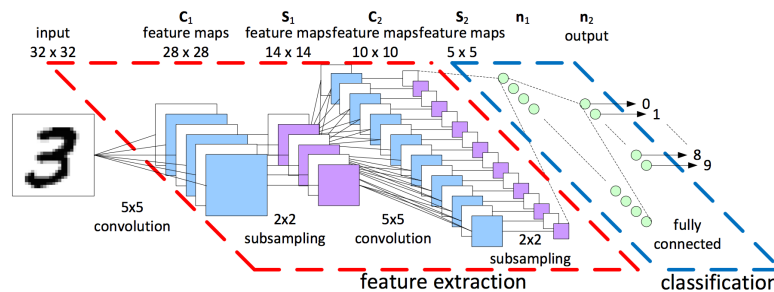 C1
feature maps
28 x 28
S1
feature maps
14 x 14
C2
feature maps
10 x 10
S2
feature maps
5 x 5
n1
n2
output
input
32 x 32
3
0
1
8
9
5x5
convolution
2x2
subsampling
5x5
convolution
2x2
subsampling
fully
connected
feature extraction
classification